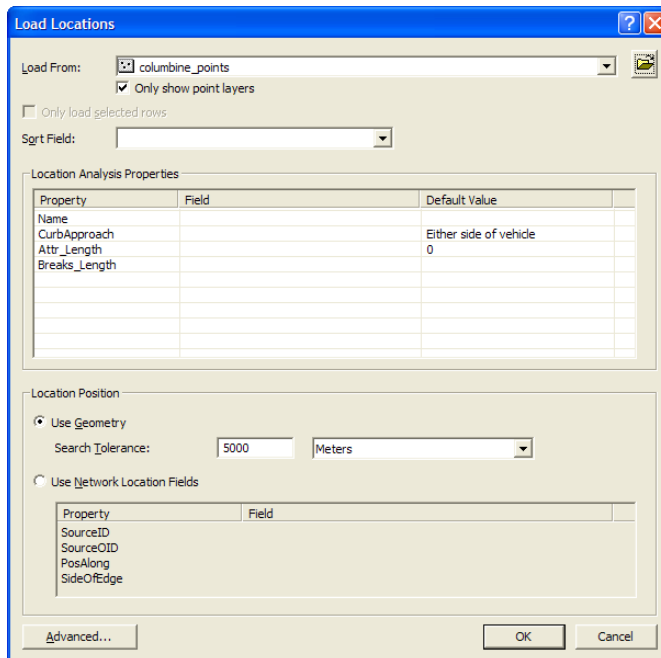 Load Locations
Load From: columbine_points
Only show point layers
Only load selected rows
Sort Field:
Location Analysis Properties
Property Field Default Value
Name
CurbApproach Either side of vehicle
Attr_Length 0
Breaks_Length
Location Position
Use Geometry
Search Tolerance: 5000 Meters
Use Network Location Fields
Property Field
SourceID
SourceOID
PosAlong
SideOfEdge
Advanced... OK Cancel